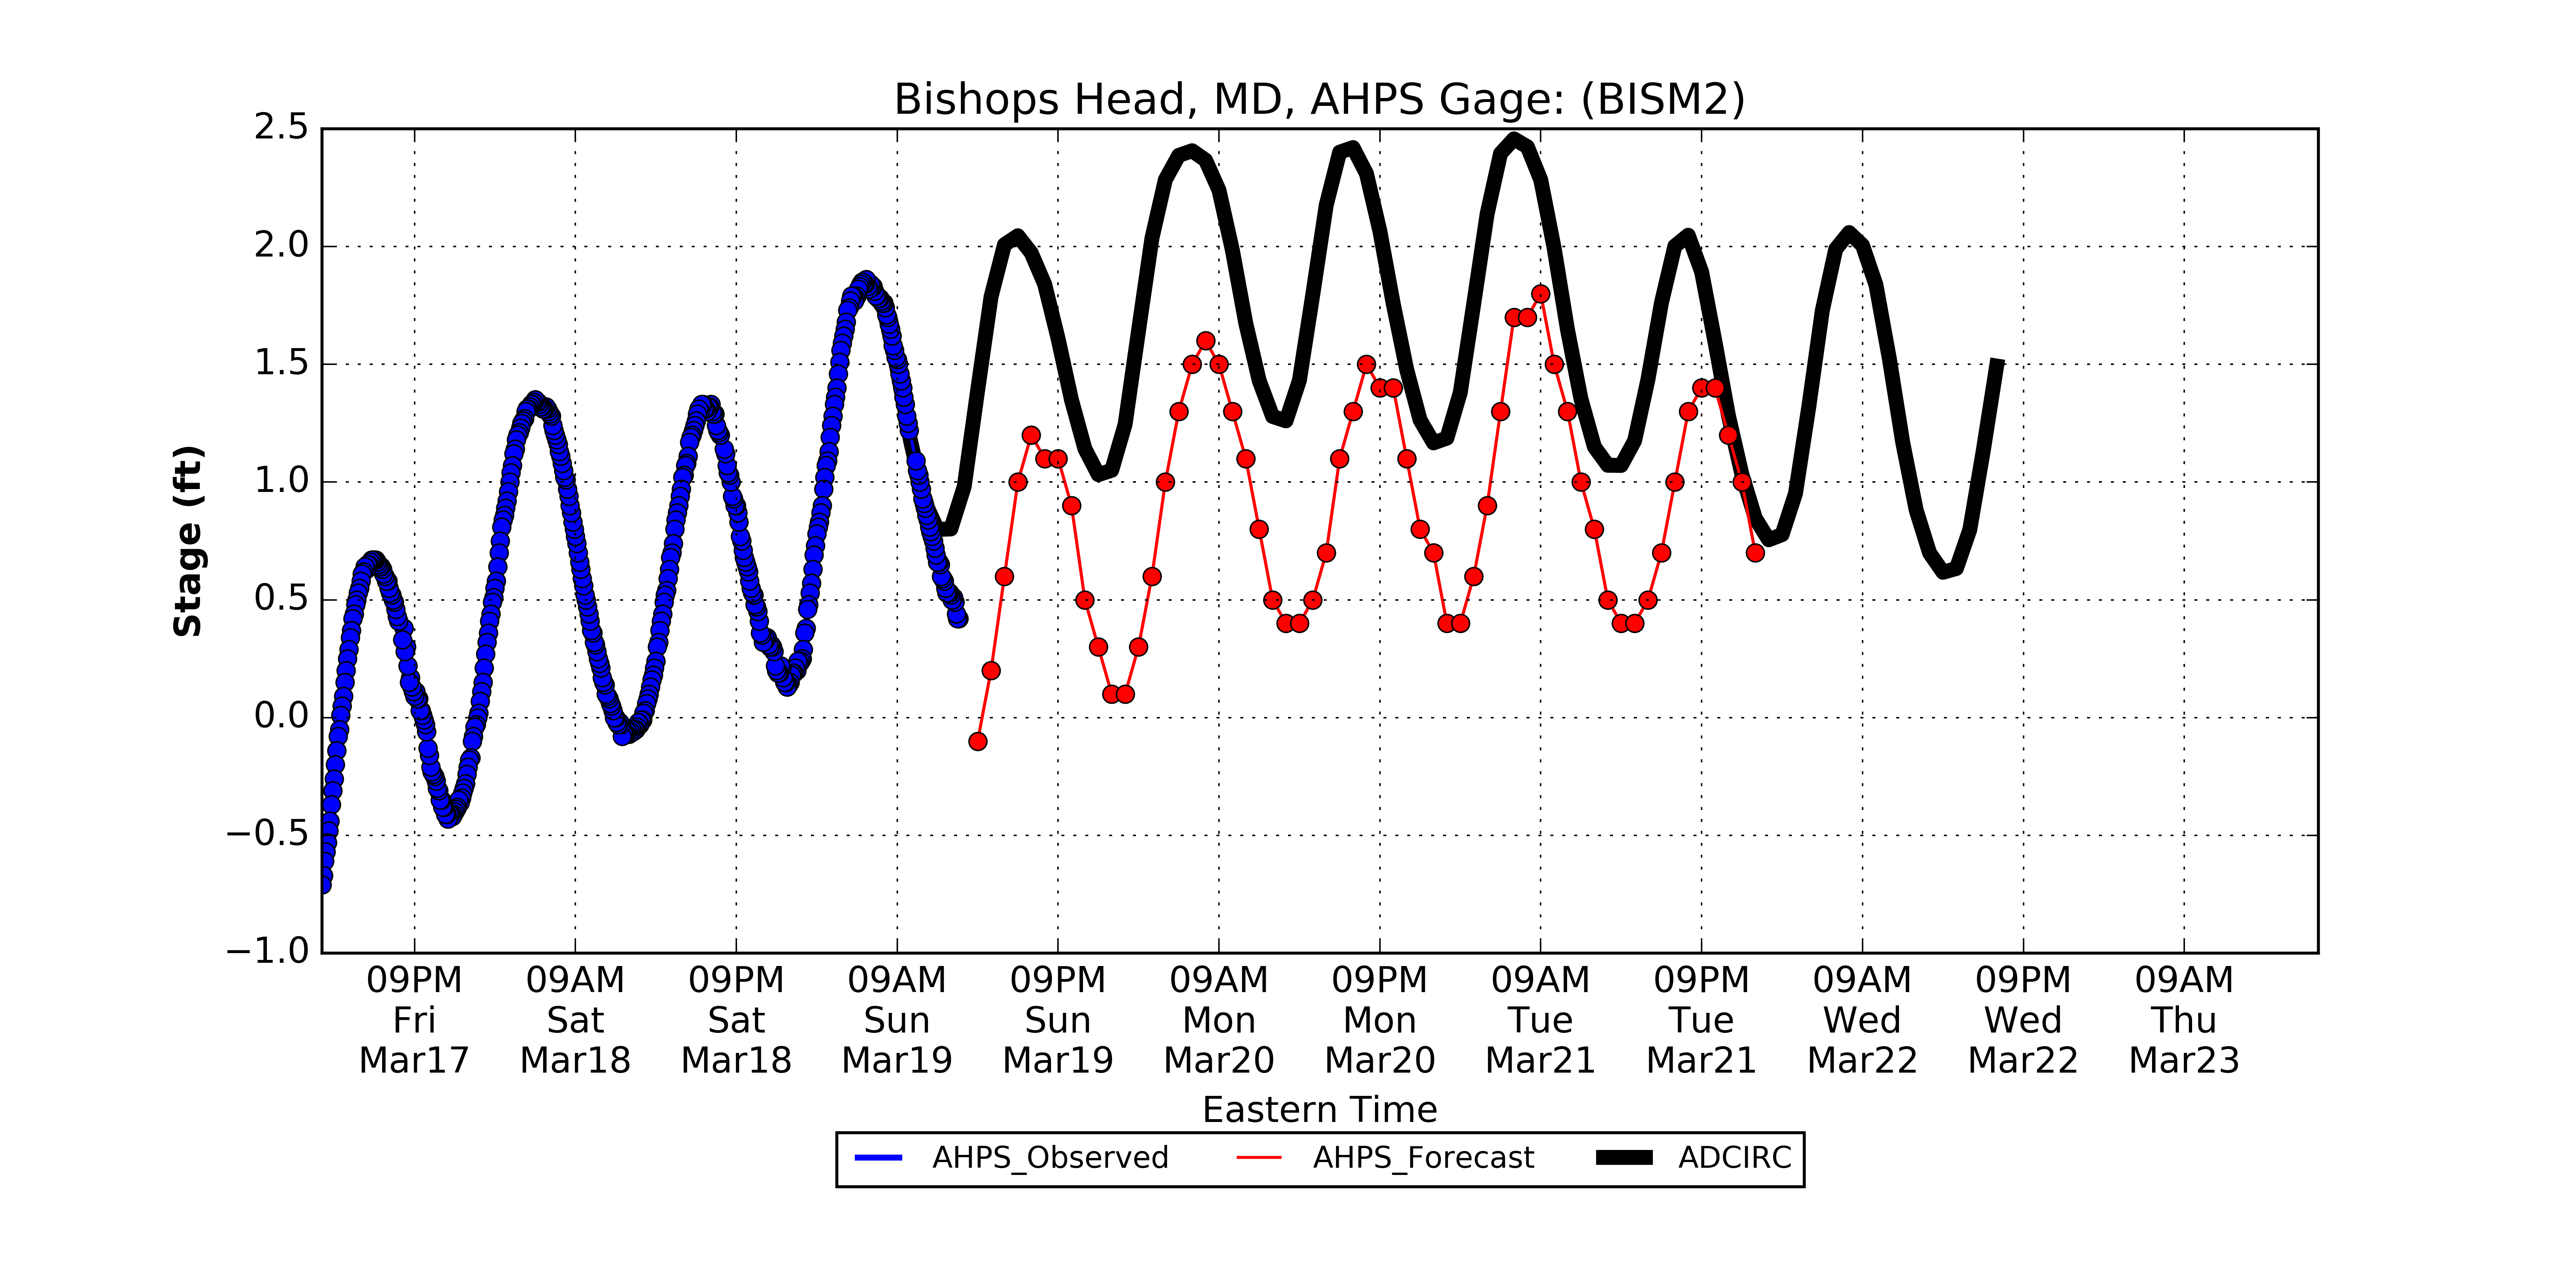 Bishops Head, MD, AHPS Gage: (BISM2)
2.5
2.0
1.5
1.0
0.5
0.0
−0.5
−1.0
Stage (ft)
09PM 09AM 09PM 09AM 09PM 09AM 09PM 09AM 09PM 09AM 09PM 09AM
Fri Sat Sat Sun Sun Mon Mon Tue Tue Wed Wed Thu
Mar17 Mar18 Mar18 Mar19 Mar19 Mar20 Mar20 Mar21 Mar21 Mar22 Mar22 Mar23
Eastern Time
AHPS_Observed AHPS_Forecast ADCIRC